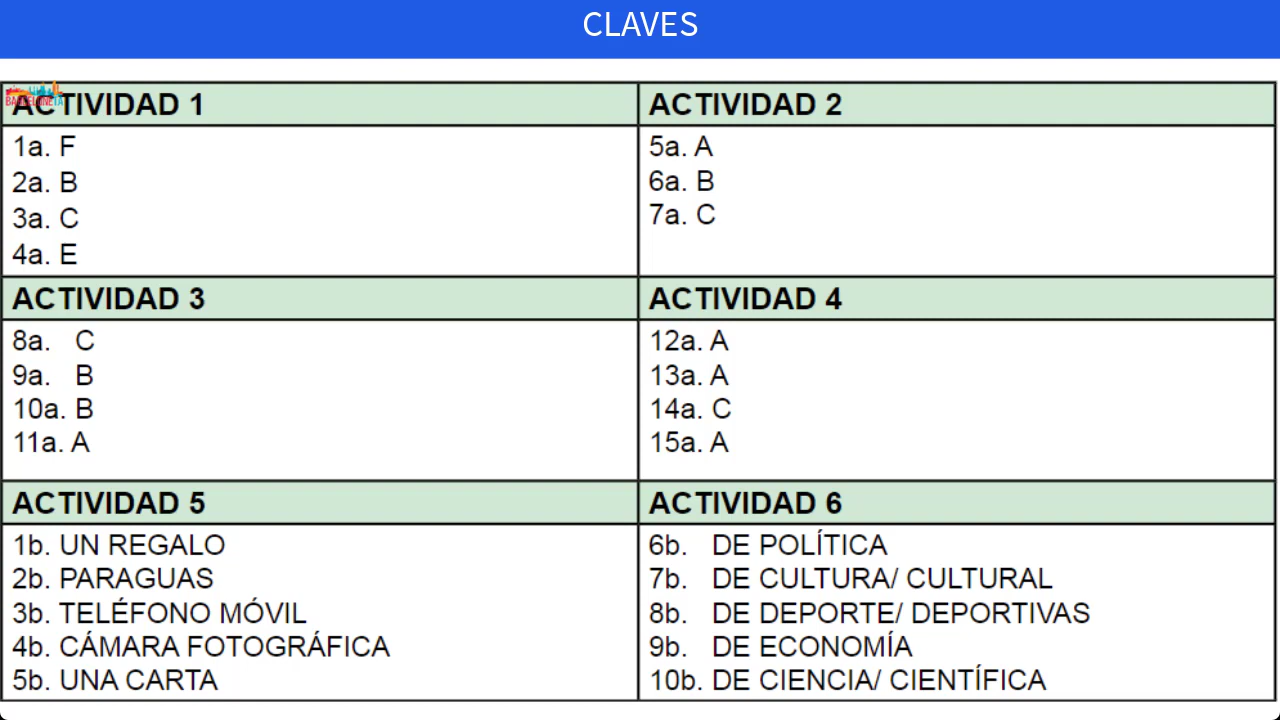 CLAVES
BARCELONETA
ACTIVIDAD 1
1a. F
2a. B
3a. C
4a. E
ACTIVIDAD 2
5a. A
6a. B
7a. C
ACTIVIDAD 3
8a. C
9a. B
10a. B
11a. A
ACTIVIDAD 4
12a. A
13a. A
14a. C
15a. A
ACTIVIDAD 5
1b. UN REGALO
2b. PARAGUAS
3b. TELÉFONO MÓVIL
4b. CÁMARA FOTOGRÁFICA
5b. UNA CARTA
ACTIVIDAD 6
6b. DE POLÍTICA
7b. DE CULTURA/ CULTURAL
8b. DE DEPORTE/ DEPORTIVAS
9b. DE ECONOMÍA
10b. DE CIENCIA/ CIENTÍFICA